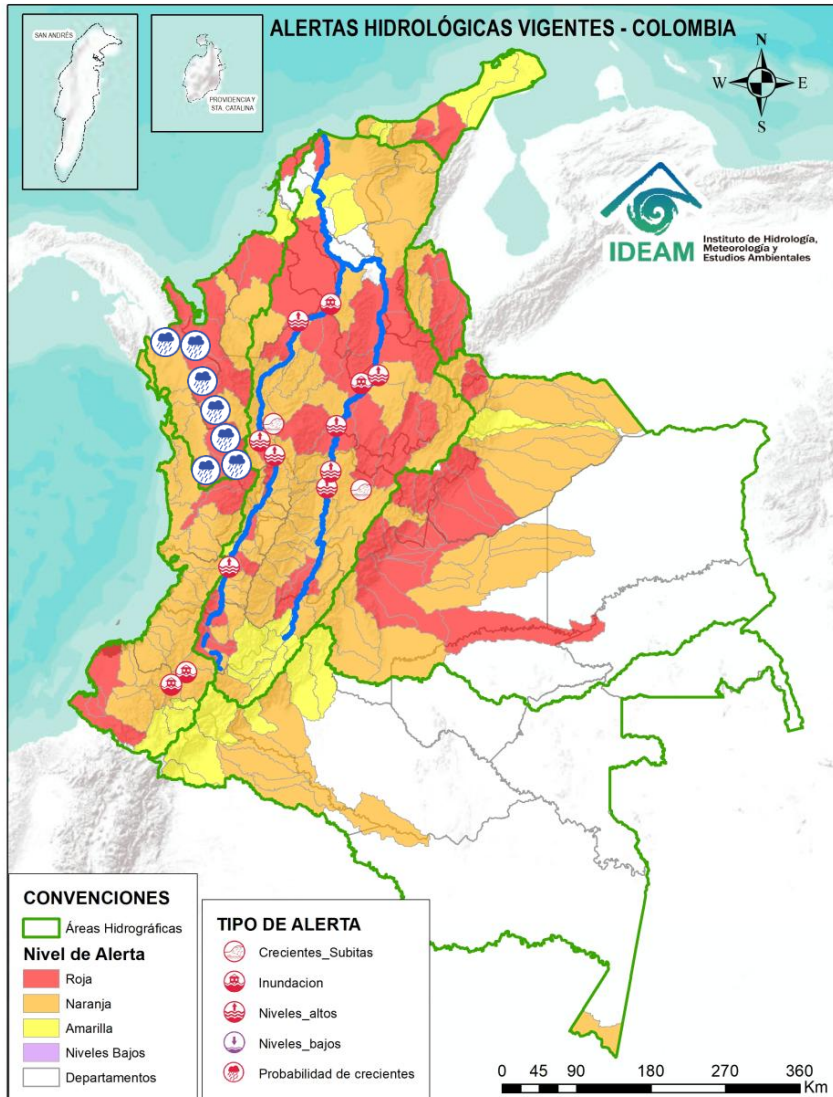 ALERTAS HIDROLÓGICAS VIGENTES - COLOMBIA
SAN ANDRÉS
PROVIDENCIA Y
STA. CATALINA
N
W
E
S
IDEAM
Instituto de Hidrología,
Meteorología y
Estudios Ambientales
CONVENCIONES
Áreas Hidrográficas
Nivel de Alerta
Roja
Naranja
Amarilla
Niveles Bajos
Departamentos
TIPO DE ALERTA
Crecientes_Subitas
Inundacion
Niveles_altos
Niveles_bajos
Probabilidad de crecientes
0 45 90 180 270 360
Km